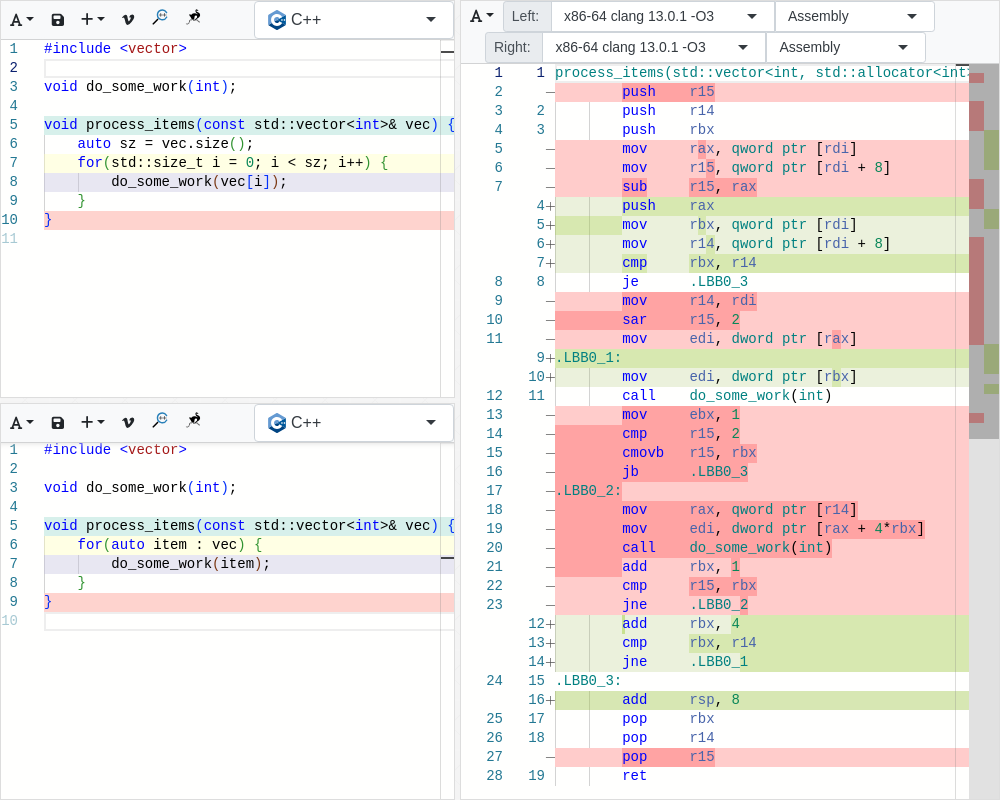 A
C++
1 #include <vector>
2
3 void do_some_work(int);
4
5 void process_items(const std::vector<int>& vec) {
6 auto sz = vec.size();
7 for(std::size_t i = 0; i < sz; i++) {
8 do_some_work(vec[i]);
9 }
10 }
11
A
C++
1 #include <vector>
2
3 void do_some_work(int);
4
5 void process_items(const std::vector<int>& vec) {
6 for(auto item : vec) {
7 do_some_work(item);
8 }
9 }
10
A Left: x86-64 clang 13.0.1 -O3 Assembly
Right: x86-64 clang 13.0.1 -O3 Assembly
1 1 process_items(std::vector<int, std::allocator<int>
2 — push r15
3 2 push r14
4 3 push rbx
5 — mov rax, qword ptr [rdi]
6 — mov r15, qword ptr [rdi + 8]
7 — sub r15, rax
4+ push rax
5+ mov rbx, qword ptr [rdi]
6+ mov r14, qword ptr [rdi + 8]
7+ cmp rbx, r14
8 8 je .LBB0_3
9 — mov r14, rdi
10 — sar r15, 2
11 — mov edi, dword ptr [rax]
9+ .LBB0_1:
10+ mov edi, dword ptr [rbx]
12 11 call do_some_work(int)
13 — mov ebx, 1
14 — cmp r15, 2
15 — cmovb r15, rbx
16 — jb .LBB0_3
17 — .LBB0_2:
18 — mov rax, qword ptr [r14]
19 — mov edi, dword ptr [rax + 4*rbx]
20 — call do_some_work(int)
21 — add rbx, 1
22 — cmp r15, rbx
23 — jne .LBB0_2
12+ add rbx, 4
13+ cmp rbx, r14
14+ jne .LBB0_1
24 15 .LBB0_3:
16+ add rsp, 8
25 17 pop rbx
26 18 pop r14
27 — pop r15
28 19 ret